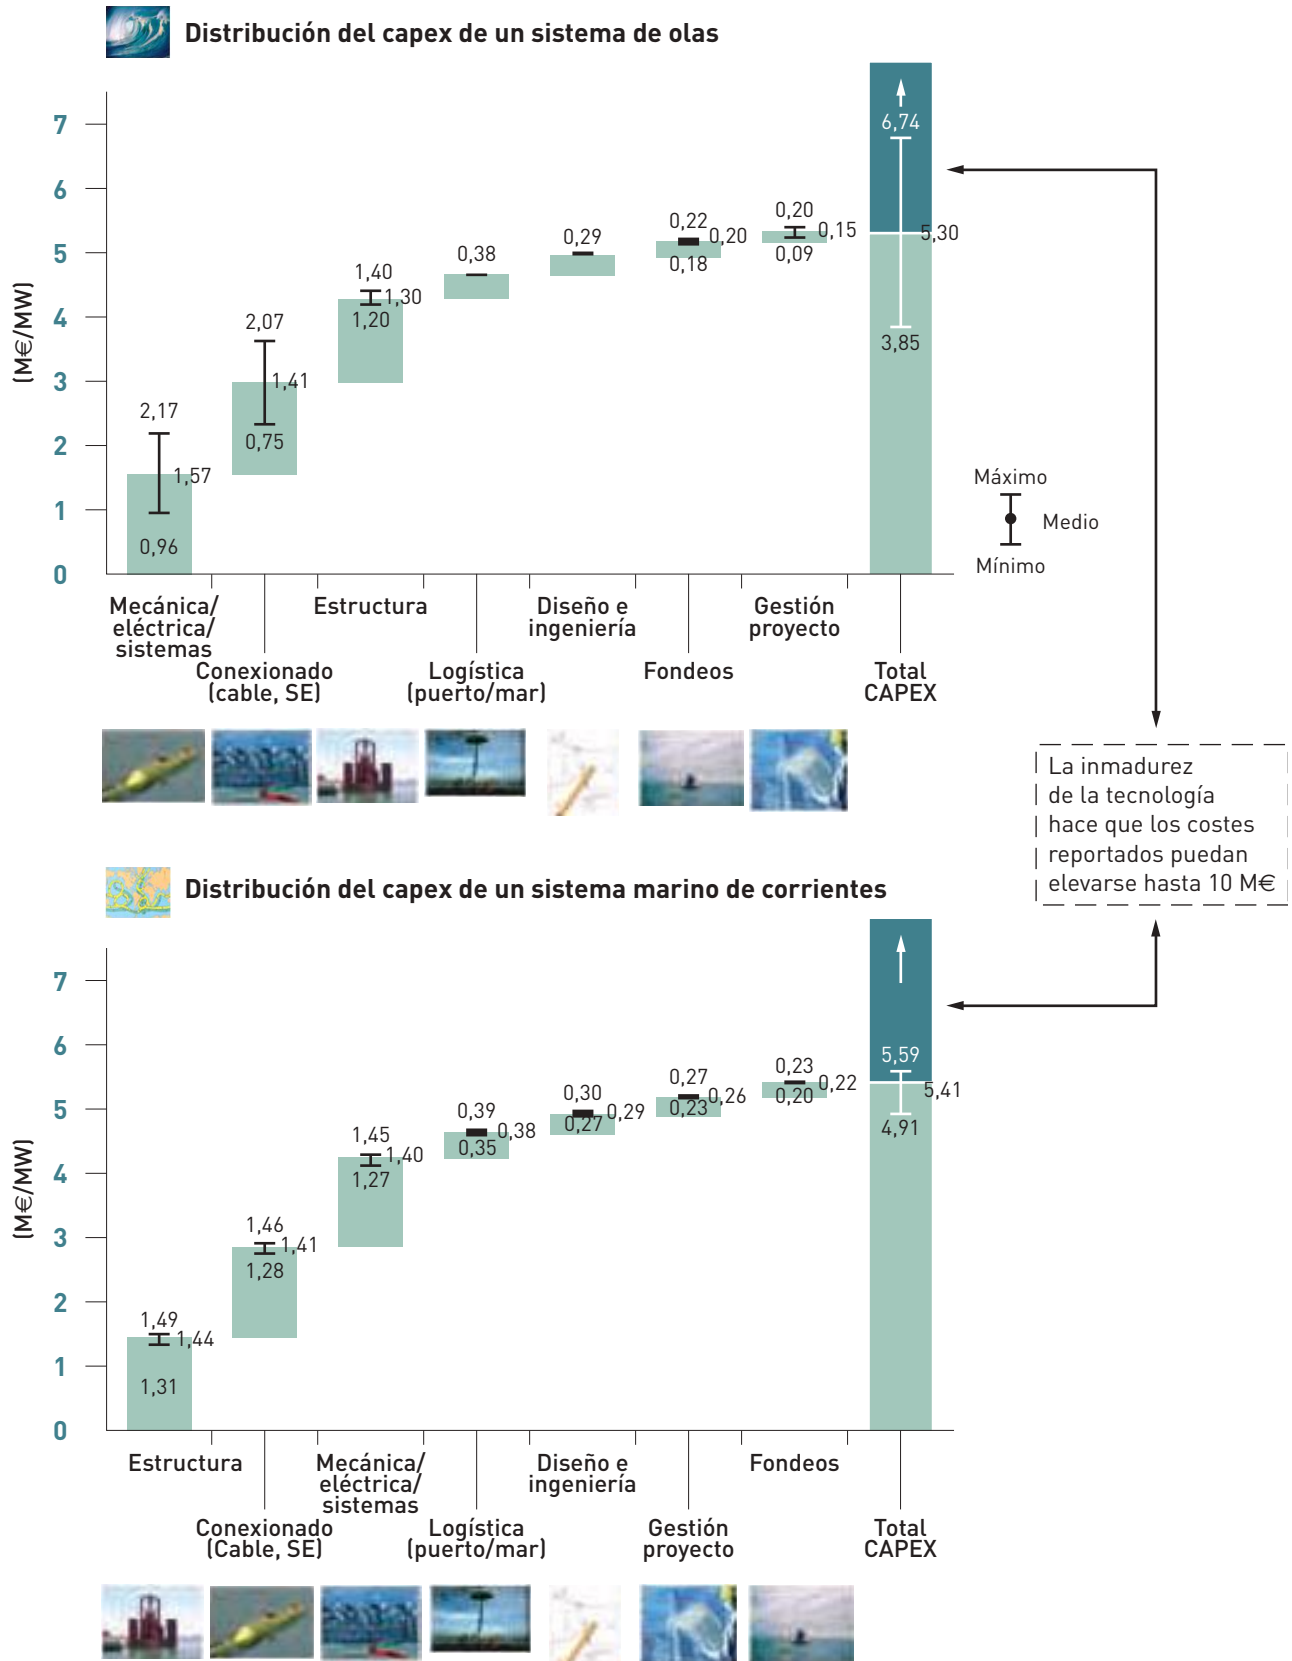 Distribución del capex de un sistema de olas
(M€/MW)
7
6
5
4
3
2
1
0
2,17
1,57
0,96
2,07
1,41
0,75
1,40
1,30
1,20
0,38
0,29
0,22
0,20
0,18
0,20
0,15
0,09
6,74
5,30
3,85
Máximo
Medio
Mínimo
Mecánica/
eléctrica/
sistemas
Conexionado
(cable, SE)
Estructura
Logística
(puerto/mar)
Diseño e
ingeniería
Fondeos
Gestión
proyecto
Total
CAPEX
La inmadurez
de la tecnología
hace que los costes
reportados puedan
elevarse hasta 10 M€
Distribución del capex de un sistema marino de corrientes
(M€/MW)
7
6
5
4
3
2
1
0
1,49
1,44
1,31
1,46
1,41
1,28
1,45
1,40
1,27
0,39
0,38
0,35
0,30
0,29
0,27
0,27
0,26
0,23
0,23
0,22
0,20
5,59
5,41
4,91
Estructura
Conexionado
(Cable, SE)
Mecánica/
eléctrica/
sistemas
Logística
(puerto/mar)
Diseño e
ingeniería
Gestión
proyecto
Fondeos
Total
CAPEX